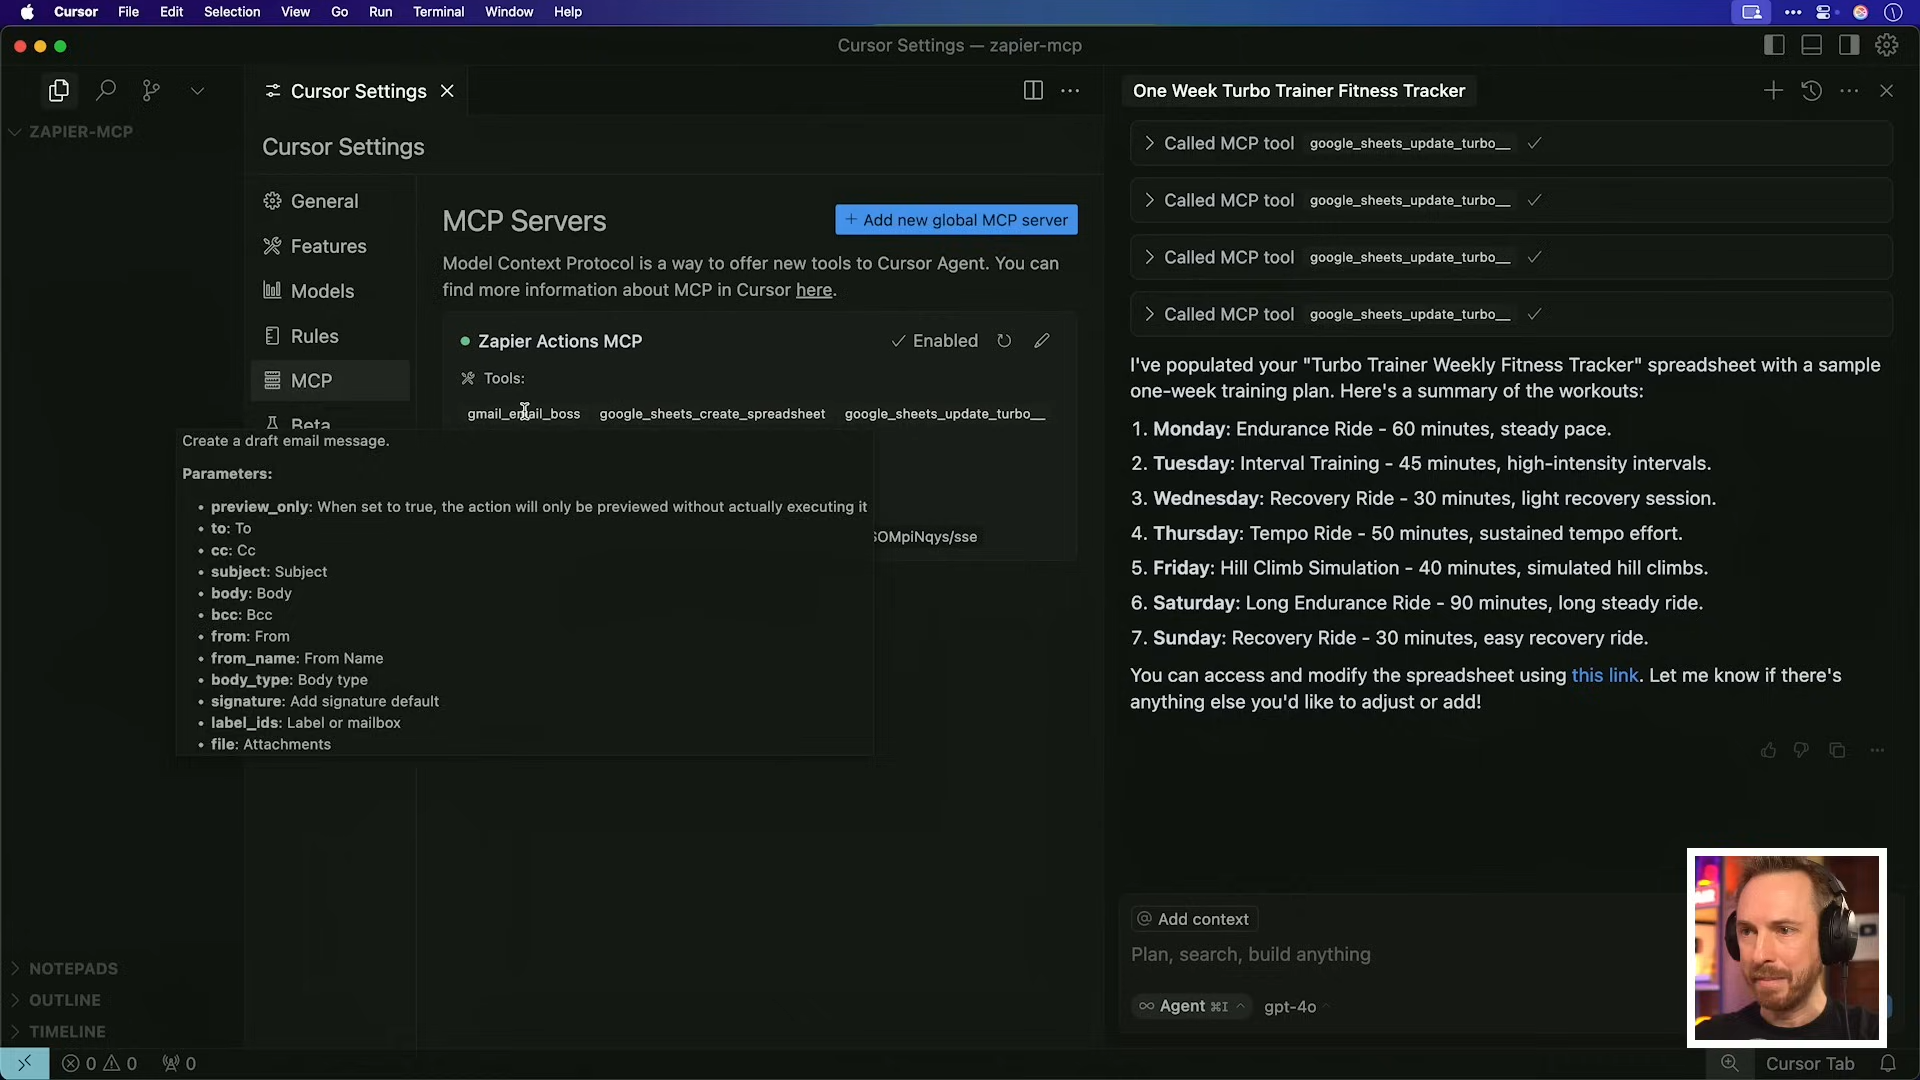 Cursor File Edit Selection View Go Run Terminal Window Help
Cursor Settings — zapier-mcp
Cursor Settings
ZAPIER-MCP
Cursor Settings
General
Features
Models
Rules
MCP
Beta
MCP Servers
+ Add new global MCP server
Model Context Protocol is a way to offer new tools to Cursor Agent. You can
find more information about MCP in Cursor here.
Zapier Actions MCP
Enabled
Tools:
gmail_email_boss google_sheets_create_spreadsheet google_sheets_update_turbo__
Create a draft email message.
Parameters:
• preview_only: When set to true, the action will only be previewed without actually executing it
• to: To
• cc: Cc
• subject: Subject
• body: Body
• bcc: Bcc
• from: From
• from_name: From Name
• body_type: Body type
• signature: Add signature default
• label_ids: Label or mailbox
• file: Attachments
SOMpiNqys/sse
NOTEPADS
OUTLINE
TIMELINE
One Week Turbo Trainer Fitness Tracker
Called MCP tool google_sheets_update_turbo__
Called MCP tool google_sheets_update_turbo__
Called MCP tool google_sheets_update_turbo__
Called MCP tool google_sheets_update_turbo__
I've populated your "Turbo Trainer Weekly Fitness Tracker" spreadsheet with a sample
one-week training plan. Here's a summary of the workouts:
1. Monday: Endurance Ride - 60 minutes, steady pace.
2. Tuesday: Interval Training - 45 minutes, high-intensity intervals.
3. Wednesday: Recovery Ride - 30 minutes, light recovery session.
4. Thursday: Tempo Ride - 50 minutes, sustained tempo effort.
5. Friday: Hill Climb Simulation - 40 minutes, simulated hill climbs.
6. Saturday: Long Endurance Ride - 90 minutes, long steady ride.
7. Sunday: Recovery Ride - 30 minutes, easy recovery ride.
You can access and modify the spreadsheet using this link. Let me know if there's
anything else you'd like to adjust or add!
@ Add context
Plan, search, build anything
∞ Agent ⌘I gpt-4o
0 0 0
Cursor Tab